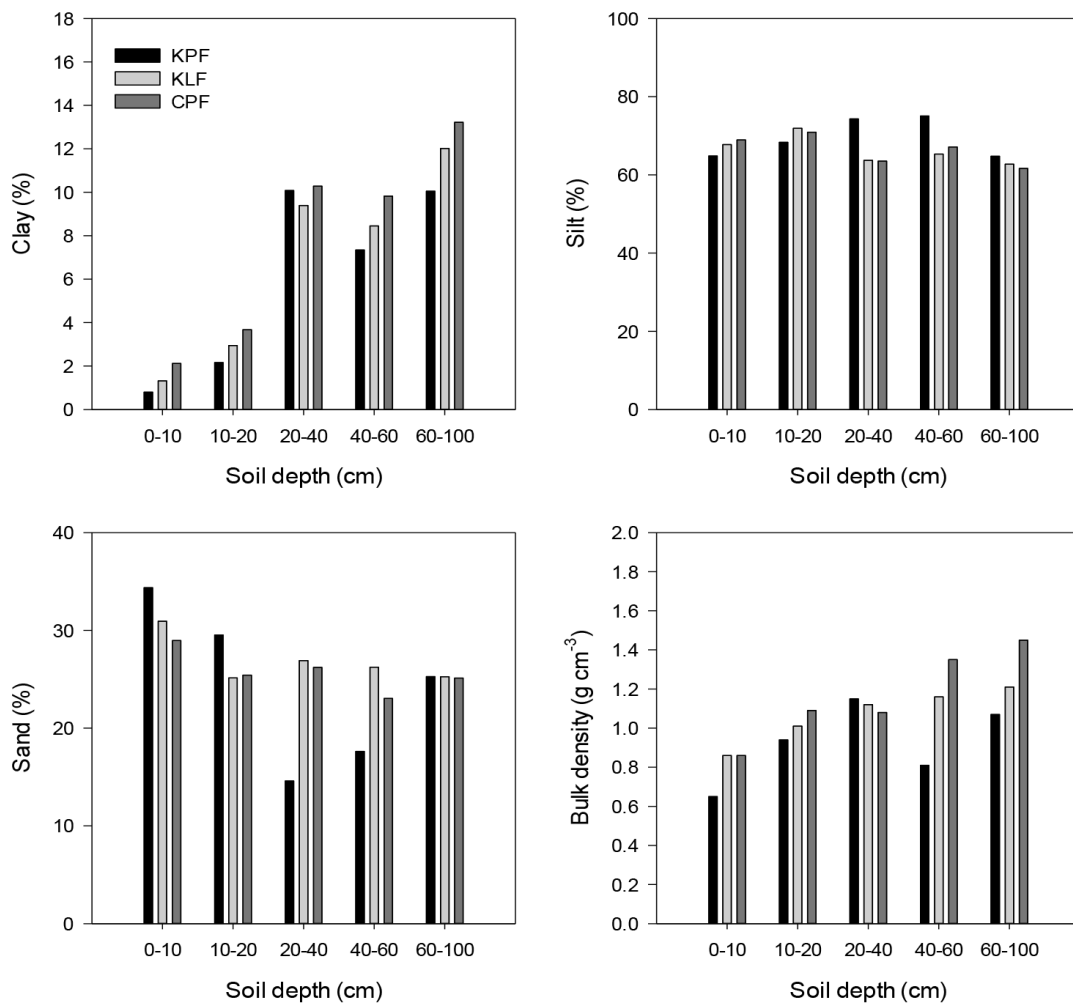 18
16
14
12
10
8
6
4
2
0
Clay (%)
KPF
KLF
CPF
0-10 10-20 20-40 40-60 60-100
Soil depth (cm)
100
80
60
40
20
0
Silt (%)
0-10 10-20 20-40 40-60 60-100
Soil depth (cm)
40
30
20
10
0
Sand (%)
0-10 10-20 20-40 40-60 60-100
Soil depth (cm)
2.0
1.8
1.6
1.4
1.2
1.0
0.8
0.6
0.4
0.2
0.0
Bulk density (g cm⁻³)
0-10 10-20 20-40 40-60 60-100
Soil depth (cm)